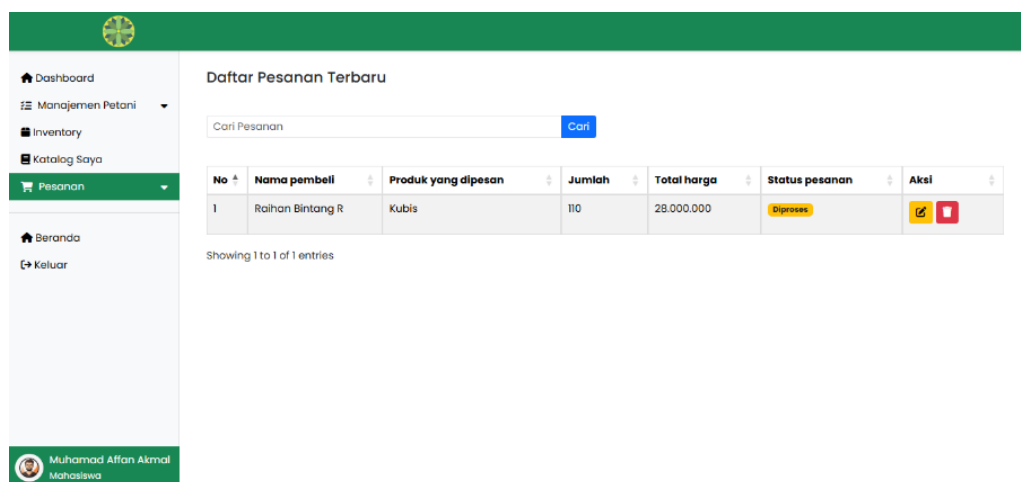 Dashboard
Manajemen Petani
Inventory
Katalog Saya
Pesanan
Beranda
Keluar
Muhamad Affan Akmal
Mahasiswa
Daftar Pesanan Terbaru
Cari Pesanan Cari
No Nama pembeli Produk yang dipesan Jumlah Total harga Status pesanan Aksi
1 Raihan Bintang R Kubis 110 28.000.000 Diproses
Showing 1 to 1 of 1 entries